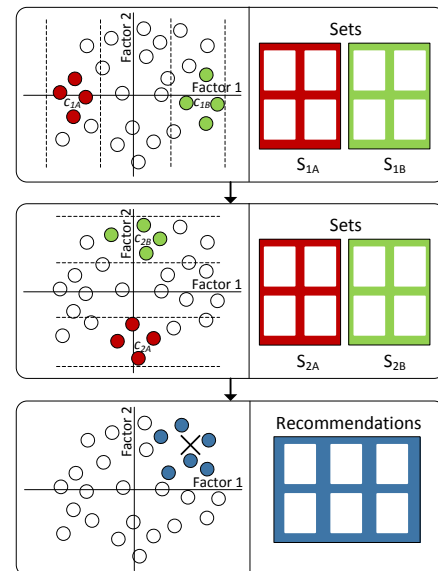 Factor 2
Sets
Factor 1
C1A
C1B
S1A
S1B
Factor 2
Sets
C2B
Factor 1
C2A
S2A
S2B
Factor 2
Recommendations
Factor 1